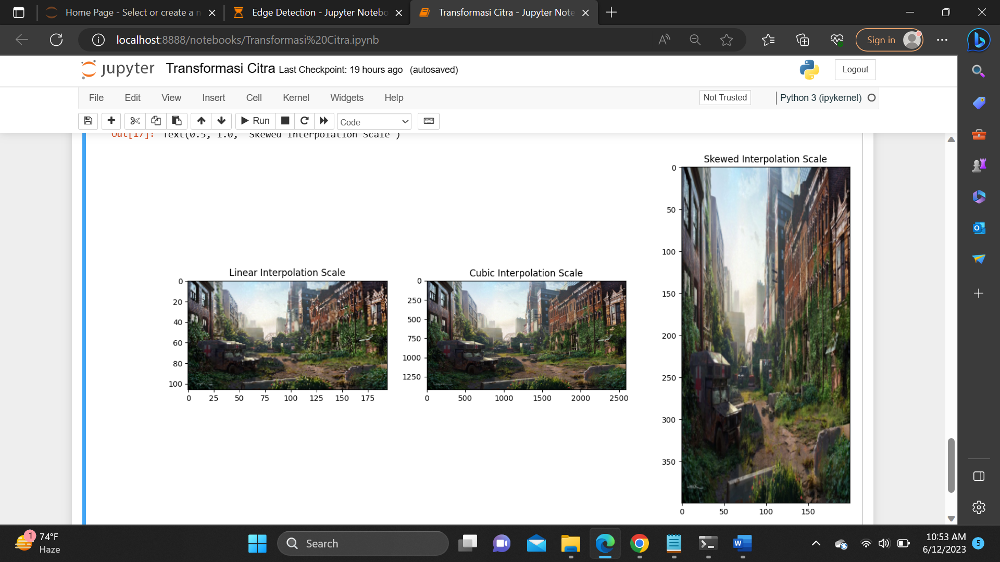 Home Page - Select or create a n
Edge Detection - Jupyter Notebo
Transformasi Citra - Jupyter Note
localhost:8888/notebooks/Transformasi%20Citra.ipynb
Sign in
jupyter Transformasi Citra Last Checkpoint: 19 hours ago (autosaved)
Logout
File Edit View Insert Cell Kernel Widgets Help
Not Trusted
Python 3 (ipykernel)
Run
Code
Out[17]: Text(0.5, 1.0, 'Skewed Interpolation Scale')
Skewed Interpolation Scale
0
50
100
150
200
250
300
350
0 50 100 150
Linear Interpolation Scale
0
20
40
60
80
100
0 25 50 75 100 125 150 175
Cubic Interpolation Scale
0
250
500
750
1000
1250
0 500 1000 1500 2000 2500
1
74°F
Haze
Search
10:53 AM
6/12/2023
5